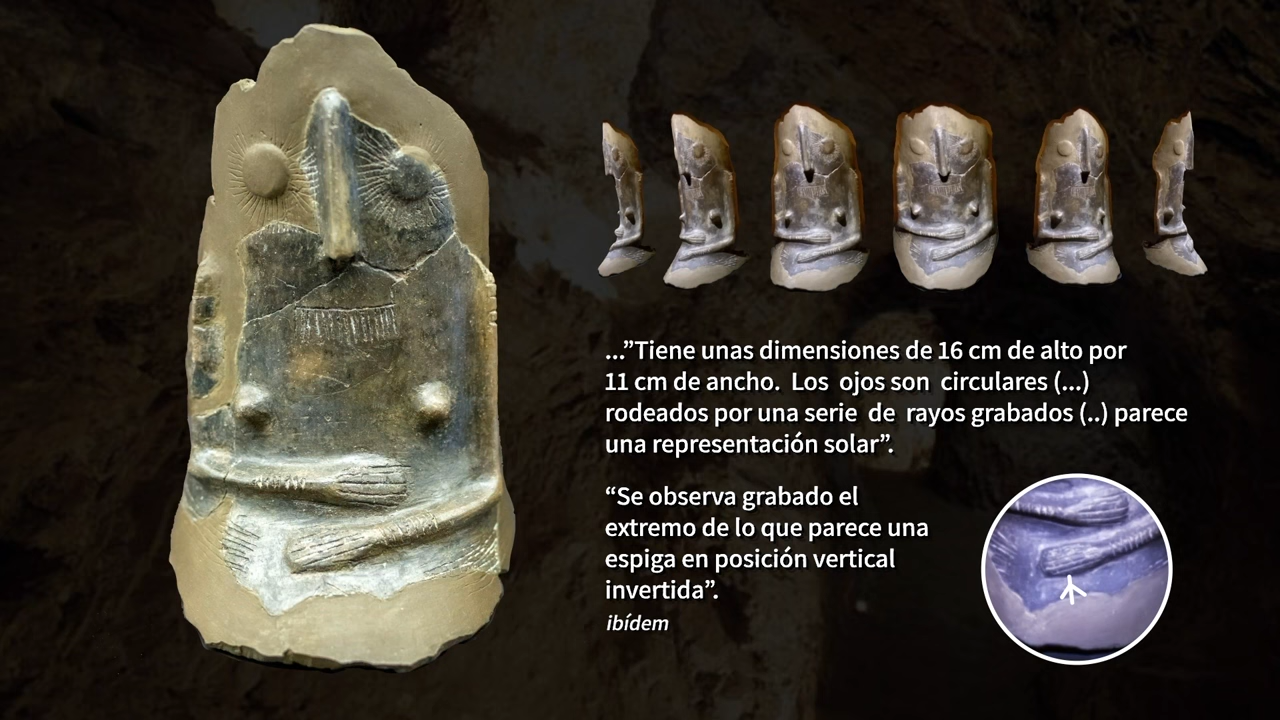 ...”Tiene unas dimensiones de 16 cm de alto por
11 cm de ancho. Los ojos son circulares (...)
rodeados por una serie de rayos grabados (..) parece
una representación solar”.
“Se observa grabado el
extremo de lo que parece una
espiga en posición vertical
invertida”.
ibídem